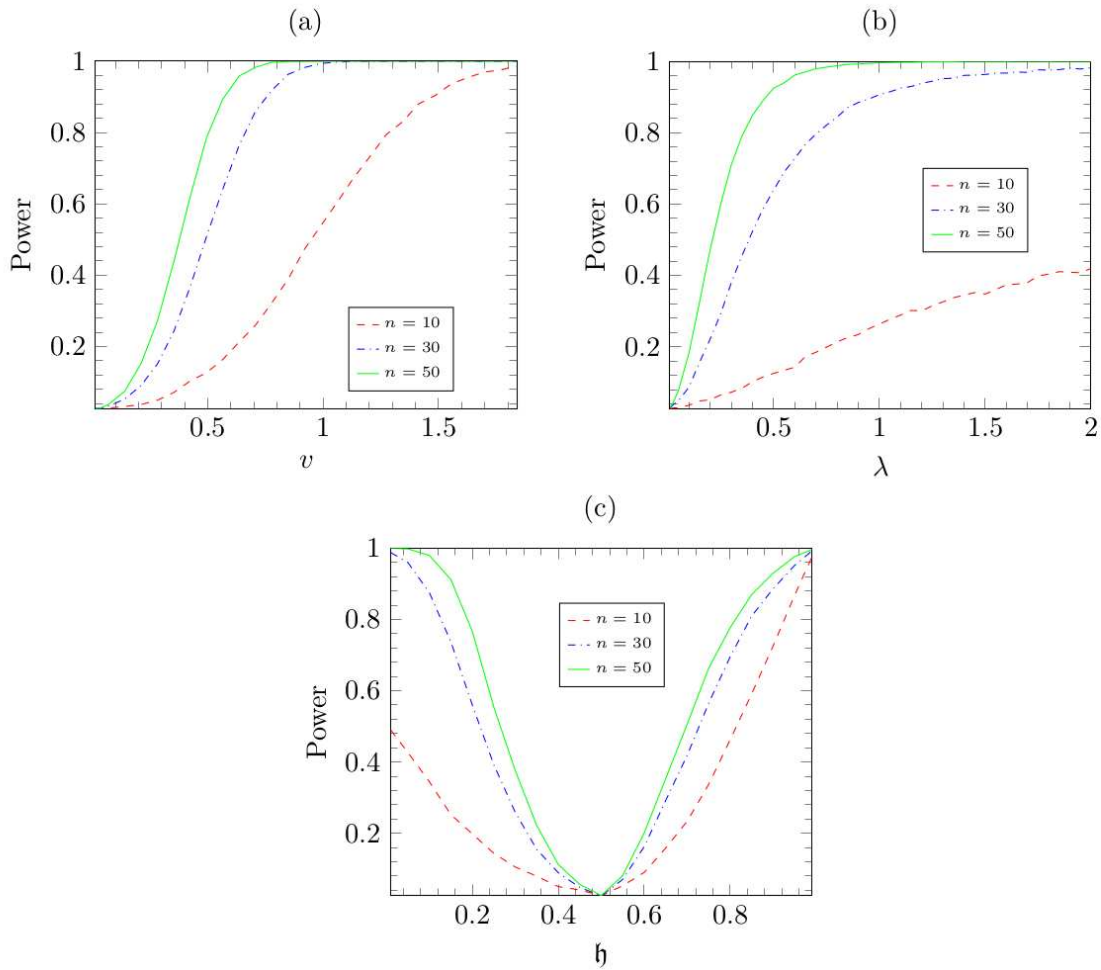 (a)
1
0.8
0.6
0.4
0.2
Power
0.5 1 1.5
v
n = 10
n = 30
n = 50
(b)
1
0.8
0.6
0.4
0.2
Power
0.5 1 1.5 2
λ
n = 10
n = 30
n = 50
(c)
1
0.8
0.6
0.4
0.2
Power
0.2 0.4 0.6 0.8
𝔥
n = 10
n = 30
n = 50